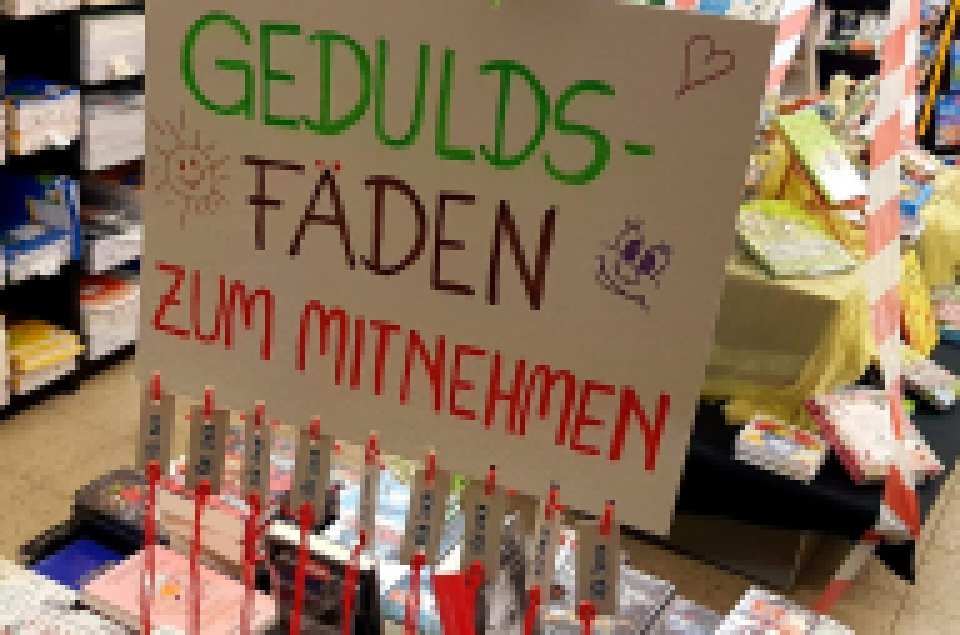 GEDULDS-
FÄDEN
ZUM MITNEHMEN